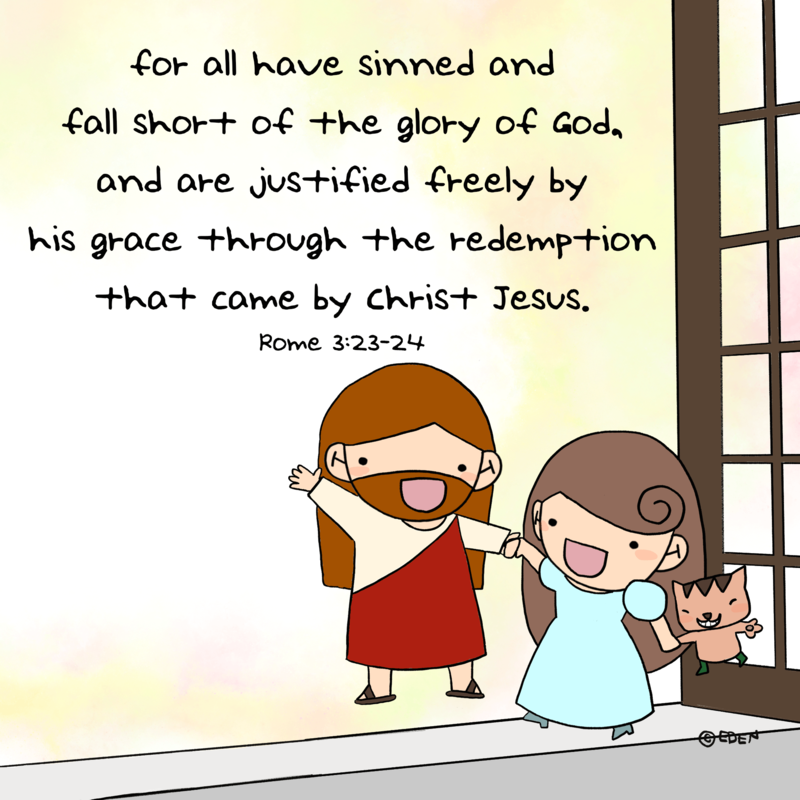 for all have sinned and
fall short of the glory of God,
and are justified freely by
his grace through the redemption
that came by Christ Jesus.
Rome 3:23-24
© EDEN